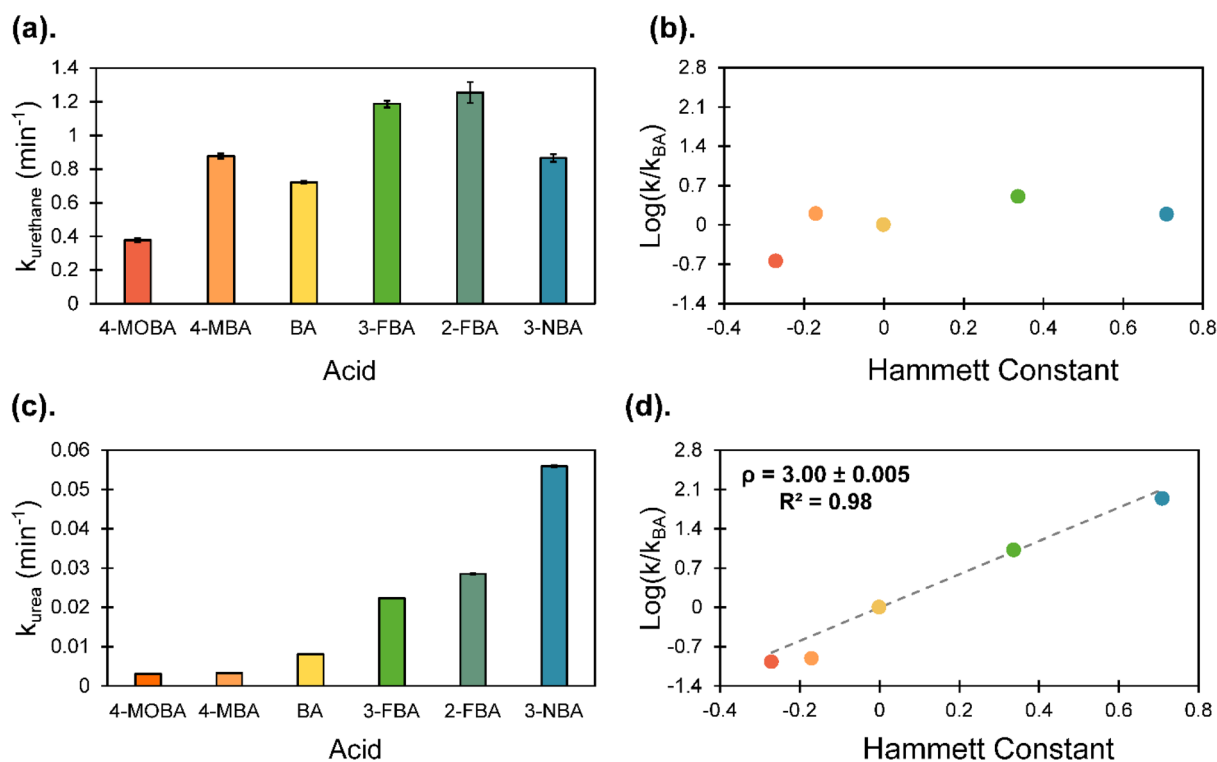 (a).
k_urethane (min⁻¹)
1.4
1.2
1
0.8
0.6
0.4
0.2
0
4-MOBA 4-MBA BA 3-FBA 2-FBA 3-NBA
Acid
(b).
Log(k/k_BA)
2.8
2.1
1.4
0.7
0
-0.7
-1.4
-0.4 -0.2 0 0.2 0.4 0.6 0.8
Hammett Constant
(c).
k_urea (min⁻¹)
0.06
0.05
0.04
0.03
0.02
0.01
0
4-MOBA 4-MBA BA 3-FBA 2-FBA 3-NBA
Acid
(d).
Log(k/k_BA)
2.8
2.1
1.4
0.7
0
-0.7
-1.4
ρ = 3.00 ± 0.005
R² = 0.98
-0.4 -0.2 0 0.2 0.4 0.6 0.8
Hammett Constant